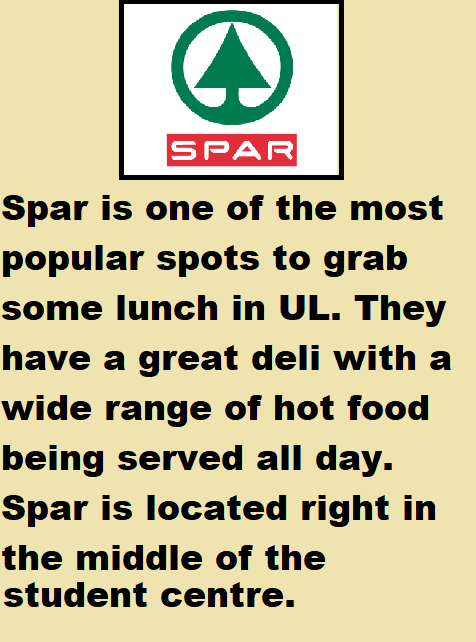 SPAR
Spar is one of the most
popular spots to grab
some lunch in UL. They
have a great deli with a
wide range of hot food
being served all day.
Spar is located right in
the middle of the
student centre.